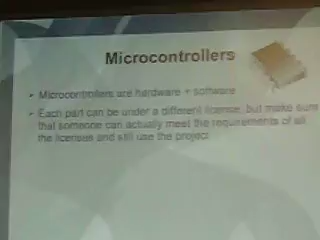 Microcontrollers
Microcontrollers are hardware + software
Each part can be under a different license, but make sure
that someone can actually meet the requirements of all
the licenses and still use the project